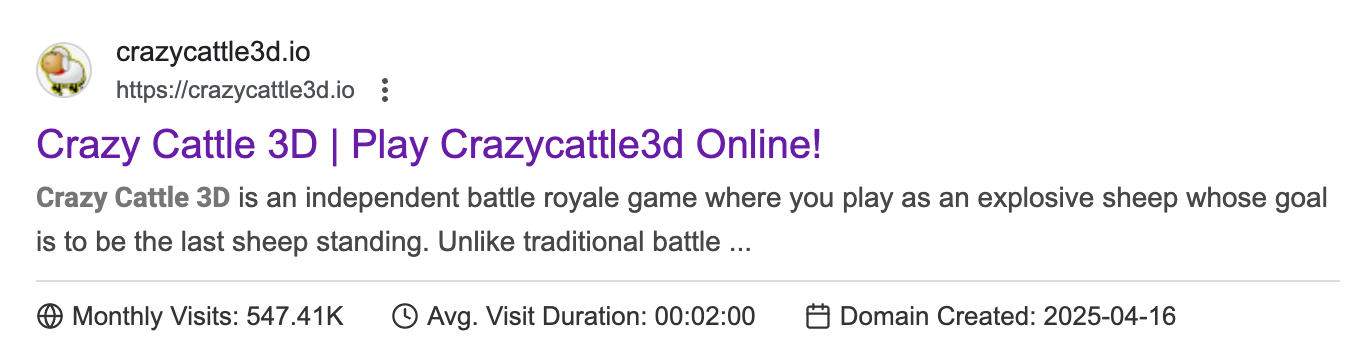 crazycattle3d.io
https://crazycattle3d.io
Crazy Cattle 3D | Play Crazycattle3d Online!
Crazy Cattle 3D is an independent battle royale game where you play as an explosive sheep whose goal
is to be the last sheep standing. Unlike traditional battle ...
Monthly Visits: 547.41K Avg. Visit Duration: 00:02:00 Domain Created: 2025-04-16